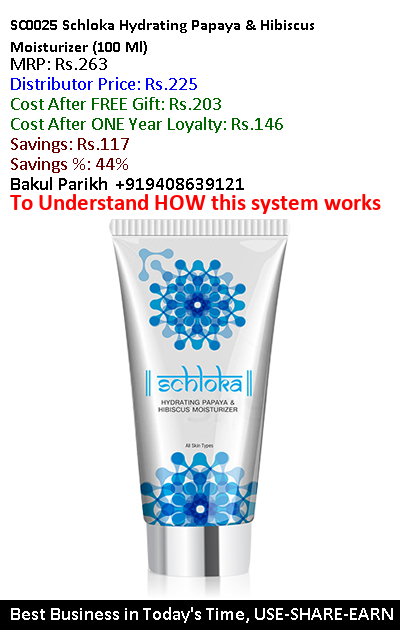 SC0025 Schloka Hydrating Papaya & Hibiscus
Moisturizer (100 Ml)
MRP: Rs.263
Distributor Price: Rs.225
Cost After FREE Gift: Rs.203
Cost After ONE Year Loyalty: Rs.146
Savings: Rs.117
Savings %: 44%
Bakul Parikh +919408639121
To Understand HOW this system works
schloka
HYDRATING PAPAYA &
HIBISCUS MOISTURIZER
All Skin Types
Best Business in Today's Time, USE-SHARE-EARN